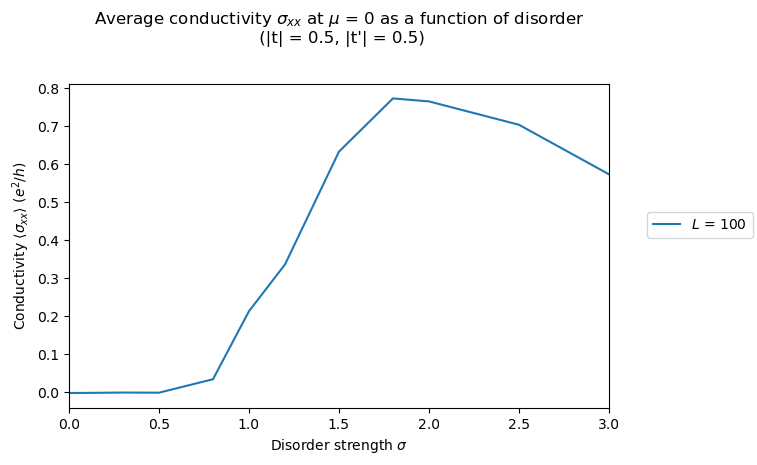 Average conductivity σxx at μ = 0 as a function of disorder
(|t| = 0.5, |t'| = 0.5)
0.8
0.7
0.6
0.5
0.4
0.3
0.2
0.1
0.0
Conductivity ⟨σxx⟩ (e²/h)
L = 100
0.0 0.5 1.0 1.5 2.0 2.5 3.0
Disorder strength σ